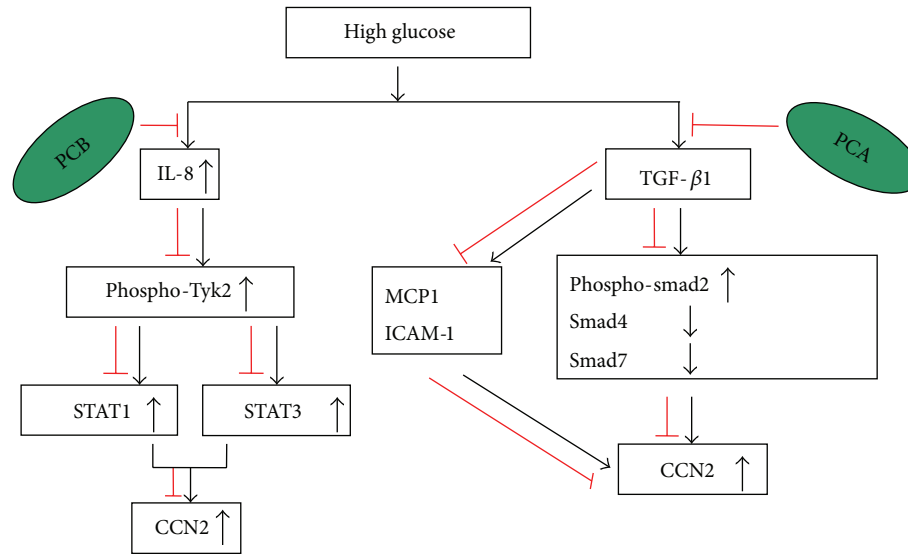 High glucose
PCB
PCA
IL-8 ↑
TGF-β1
Phospho-Tyk2 ↑
MCP1
ICAM-1
Phospho-smad2 ↑
Smad4 ↓
Smad7 ↓
STAT1 ↑
STAT3 ↑
CCN2 ↑
CCN2 ↑